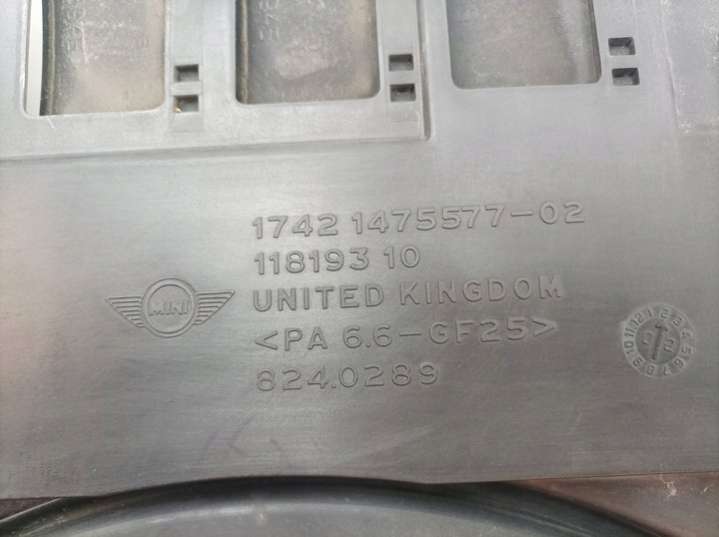 1742 1475577-02
118193 10
MINI
UNITED KINGDOM
<PA 6.6-GF25>
824.0289